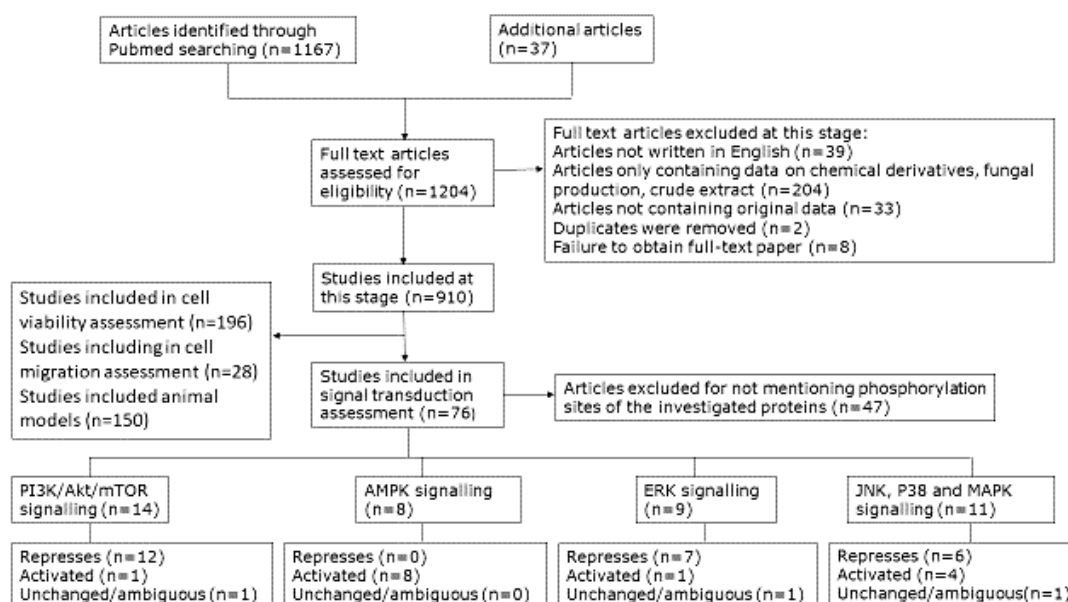 Articles identified through
Pubmed searching (n=1167)
Additional articles
(n=37)
Full text articles
assessed for
eligibility (n=1204)
Full text articles excluded at this stage:
Articles not written in English (n=39)
Articles only containing data on chemical derivatives, fungal
production, crude extract (n=204)
Articles not containing original data (n=33)
Duplicates were removed (n=2)
Failure to obtain full-text paper (n=8)
Studies included at
this stage (n=910)
Studies included in cell
viability assessment (n=196)
Studies including in cell
migration assessment (n=28)
Studies included animal
models (n=150)
Studies included in
signal transduction
assessment (n=76)
Articles excluded for not mentioning phosphorylation
sites of the investigated proteins (n=47)
PI3K/Akt/mTOR
signalling (n=14)
AMPK signalling
(n=8)
ERK signalling
(n=9)
JNK, P38 and MAPK
signalling (n=11)
Represses (n=12)
Activated (n=1)
Unchanged/ambiguous (n=1)
Represses (n=0)
Activated (n=8)
Unchanged/ambiguous (n=0)
Represses (n=7)
Activated (n=1)
Unchanged/ambiguous (n=1)
Represses (n=6)
Activated (n=4)
Unchanged/ambiguous(n=1)